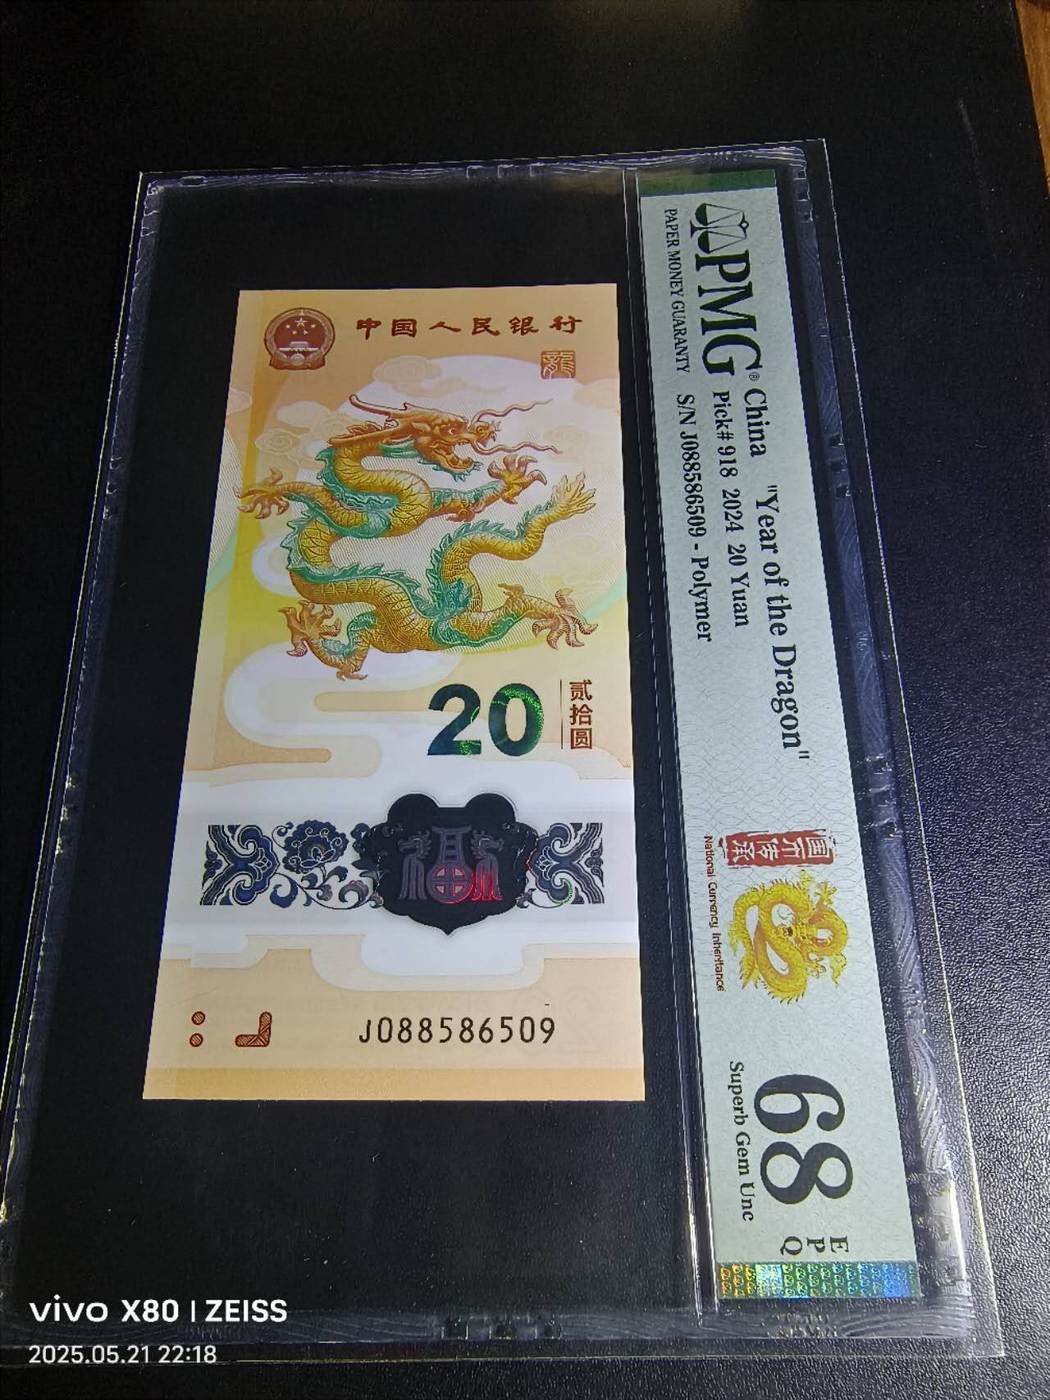 中国人民银行
龍
20
贰拾圆
福
J088586509
PMG®
PAPER MONEY GUARANTY
China "Year of the Dragon"
Pick# 918 2024 20 Yuan
S/N J088586509 - Polymer
国币传承
National Currency Inheritance
68
EPQ
Superb Gem Unc
vivo X80 | ZEISS
2025.05.21 22:18